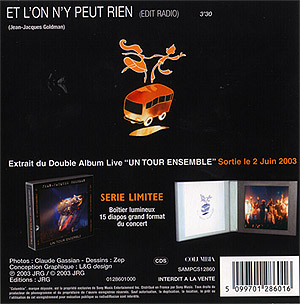 ET L'ON N'Y PEUT RIEN (EDIT RADIO) 3'30
(Jean-Jacques Goldman)
Extrait du Double Album Live "UN TOUR ENSEMBLE" Sortie le 2 Juin 2003
SERIE LIMITEE
Boîtier lumineux
15 diapos grand format
du concert
Photos : Claude Gassian - Dessins : Zep
Conception Graphique : L&G design
℗ 2003 JRG / © 2003 JRG
Editions : JRG
0128601000
CDS
COLUMBIA
SAMPCS12860
INTERDIT A LA VENTE
5 099701 286016